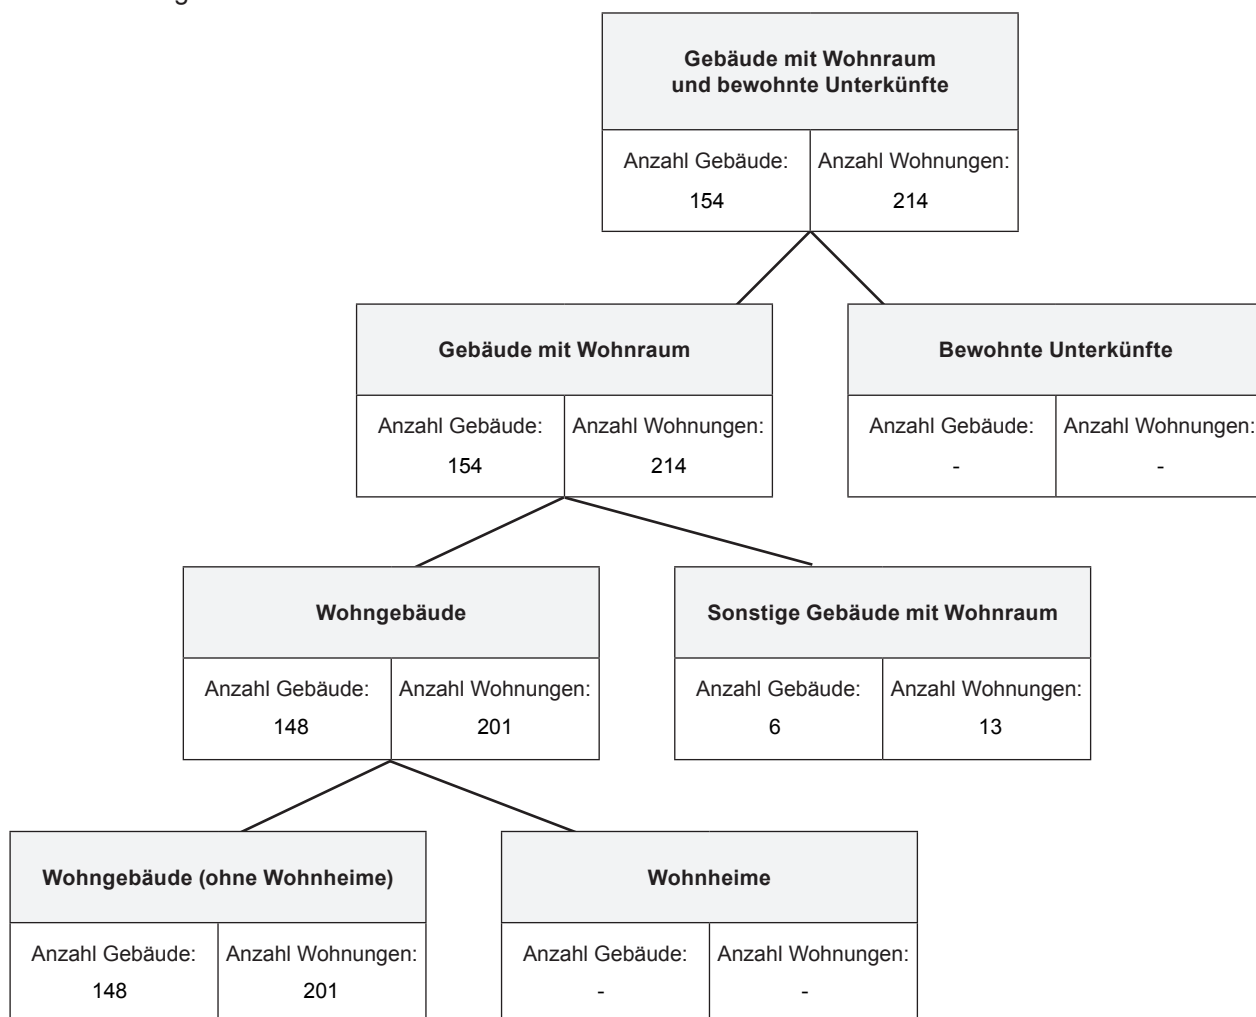 Gebäude mit Wohnraum
und bewohnte Unterkünfte
Anzahl Gebäude: Anzahl Wohnungen:
154 214
Gebäude mit Wohnraum Bewohnte Unterkünfte
Anzahl Gebäude: Anzahl Wohnungen: Anzahl Gebäude: Anzahl Wohnungen:
154 214 - -
Wohngebäude Sonstige Gebäude mit Wohnraum
Anzahl Gebäude: Anzahl Wohnungen: Anzahl Gebäude: Anzahl Wohnungen:
148 201 6 13
Wohngebäude (ohne Wohnheime) Wohnheime
Anzahl Gebäude: Anzahl Wohnungen: Anzahl Gebäude: Anzahl Wohnungen:
148 201 - -